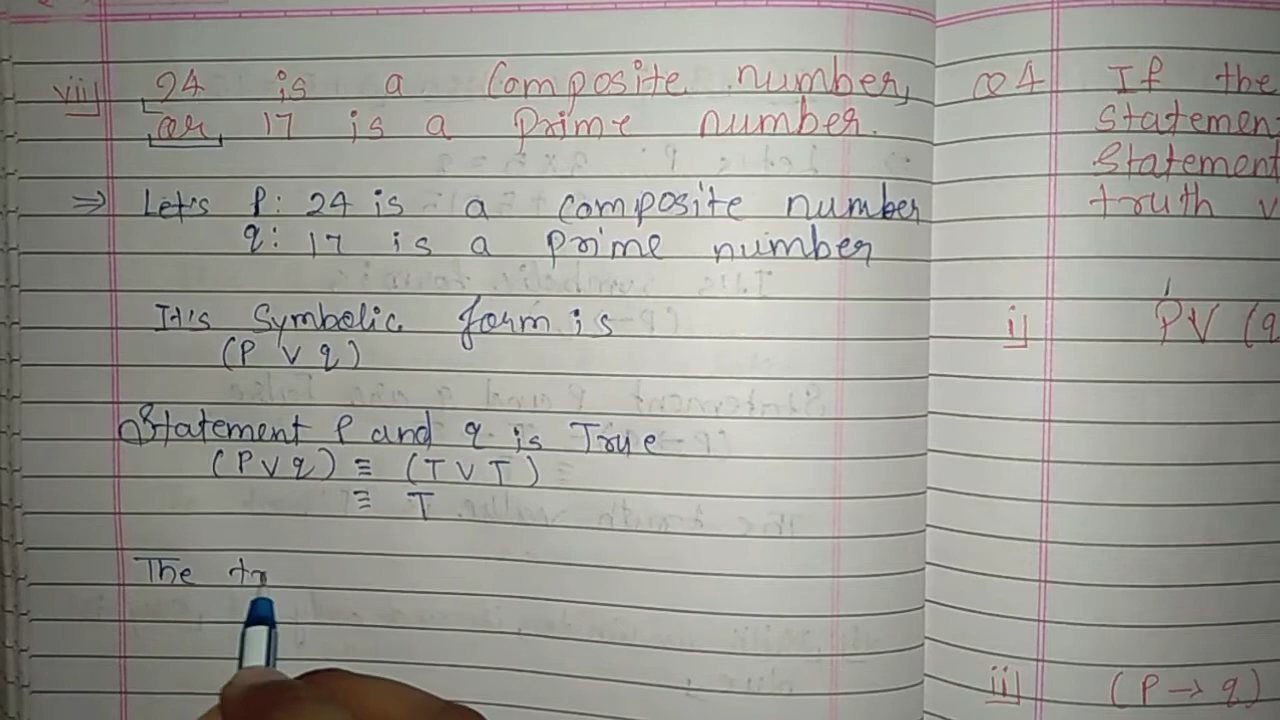 vii] 24 is a Composite number,
or 17 is a Prime number.
⇒ Let's P: 24 is a composite number
q: 17 is a Prime number
It's Symbolic form is
(P ∨ q)
Statement P and q is True
(P ∨ q) ≡ (T ∨ T)
≡ T
The tr
Q4 If the
Statemen
Statement
truth v
i] P∨ (q
ii] (P → q)